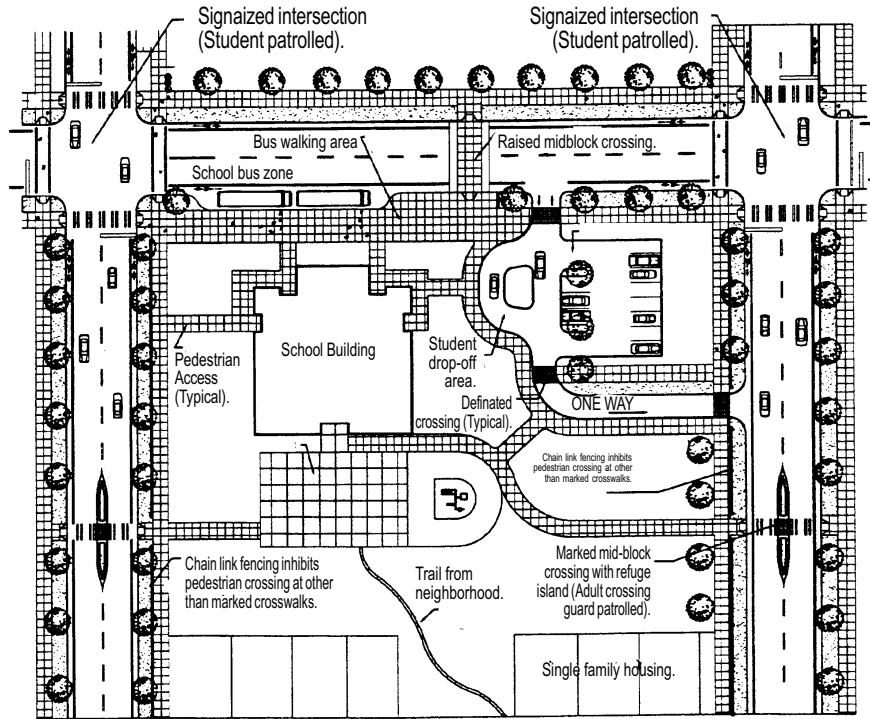 Signaized intersection
(Student patrolled).
Signaized intersection
(Student patrolled).
Bus walking area
Raised midblock crossing.
School bus zone
School Building
Pedestrian
Access
(Typical).
Student
drop-off
area.
Definated
crossing (Typical).
ONE WAY
Chain link fencing inhibits
pedestrian crossing at other
than marked crosswalks.
Chain link fencing inhibits
pedestrian crossing at other
than marked crosswalks.
Trail from
neighborhood.
Marked mid-block
crossing with refuge
island (Adult crossing
guard patrolled).
Single family housing.